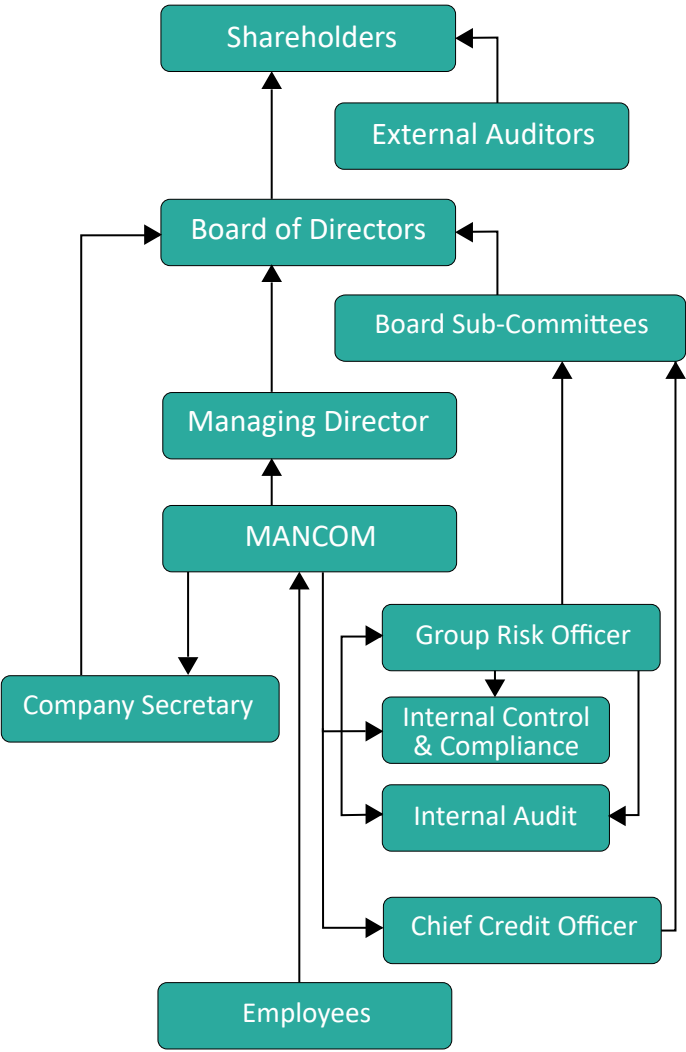 Shareholders
External Auditors
Board of Directors
Board Sub-Committees
Managing Director
MANCOM
Group Risk Officer
Company Secretary
Internal Control
& Compliance
Internal Audit
Chief Credit Officer
Employees